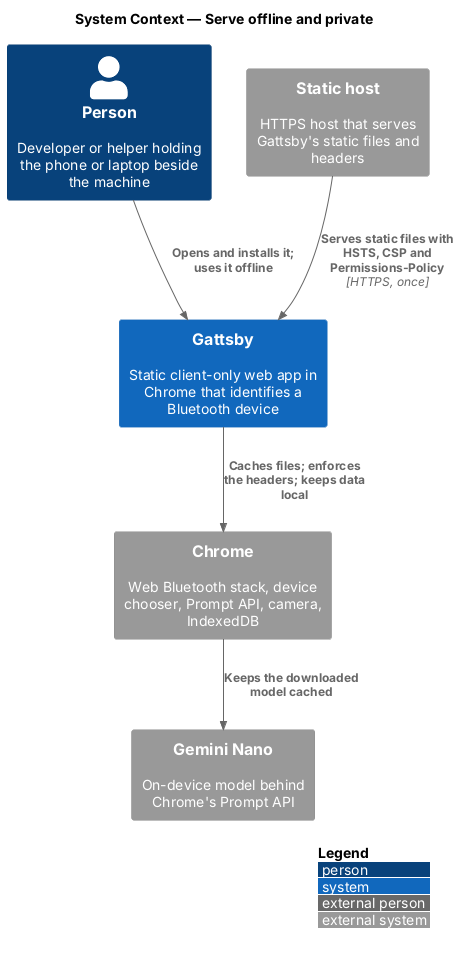 System Context — Serve offline and private
Person
Developer or helper holding
the phone or laptop beside
the machine
Static host
HTTPS host that serves
Gattsby's static files and
headers
Opens and installs it;
uses it offline
Serves static files with
HSTS, CSP and
Permissions-Policy
[HTTPS, once]
Gattsby
Static client-only web app in
Chrome that identifies a
Bluetooth device
Caches files; enforces
the headers; keeps data
local
Chrome
Web Bluetooth stack, device
chooser, Prompt API, camera,
IndexedDB
Keeps the downloaded
model cached
Gemini Nano
On-device model behind
Chrome's Prompt API
Legend
person
system
external person
external system